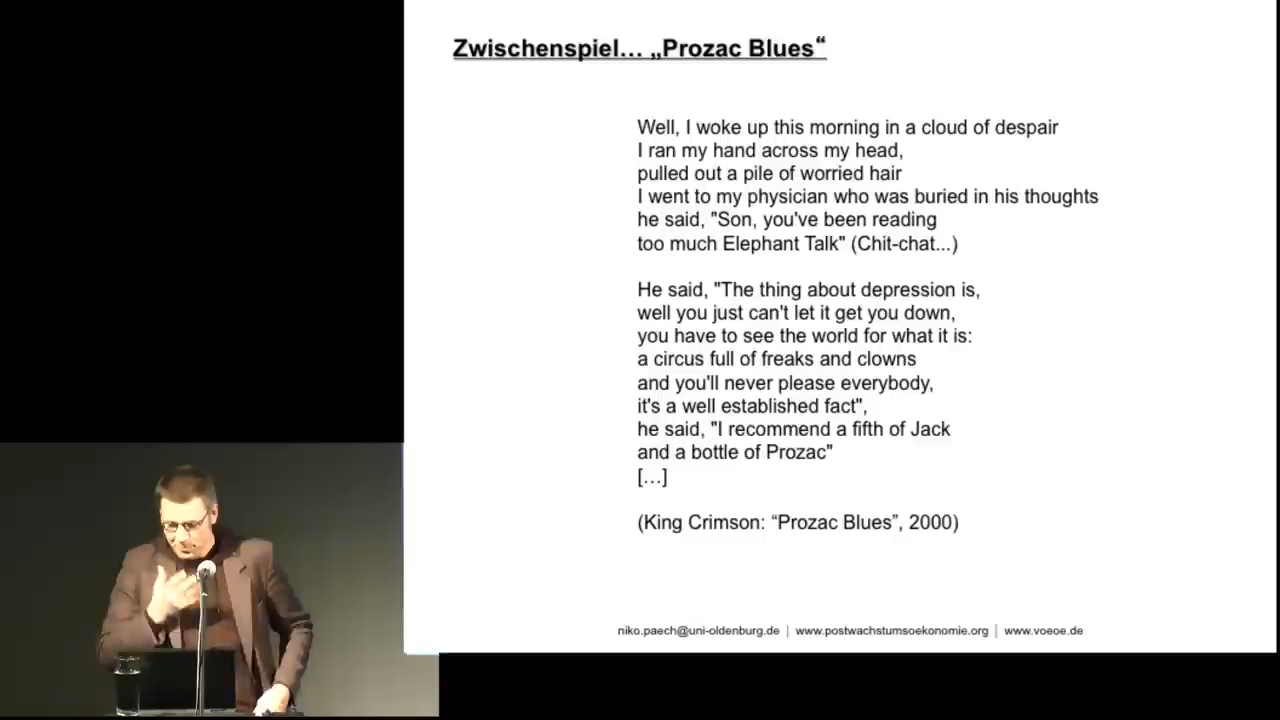 Zwischenspiel… „Prozac Blues“
Well, I woke up this morning in a cloud of despair
I ran my hand across my head,
pulled out a pile of worried hair
I went to my physician who was buried in his thoughts
he said, "Son, you've been reading
too much Elephant Talk" (Chit-chat...)
He said, "The thing about depression is,
well you just can't let it get you down,
you have to see the world for what it is:
a circus full of freaks and clowns
and you'll never please everybody,
it's a well established fact",
he said, "I recommend a fifth of Jack
and a bottle of Prozac"
[…]
(King Crimson: “Prozac Blues”, 2000)
niko.paech@uni-oldenburg.de | www.postwachstumsoekonomie.org | www.voeoe.de